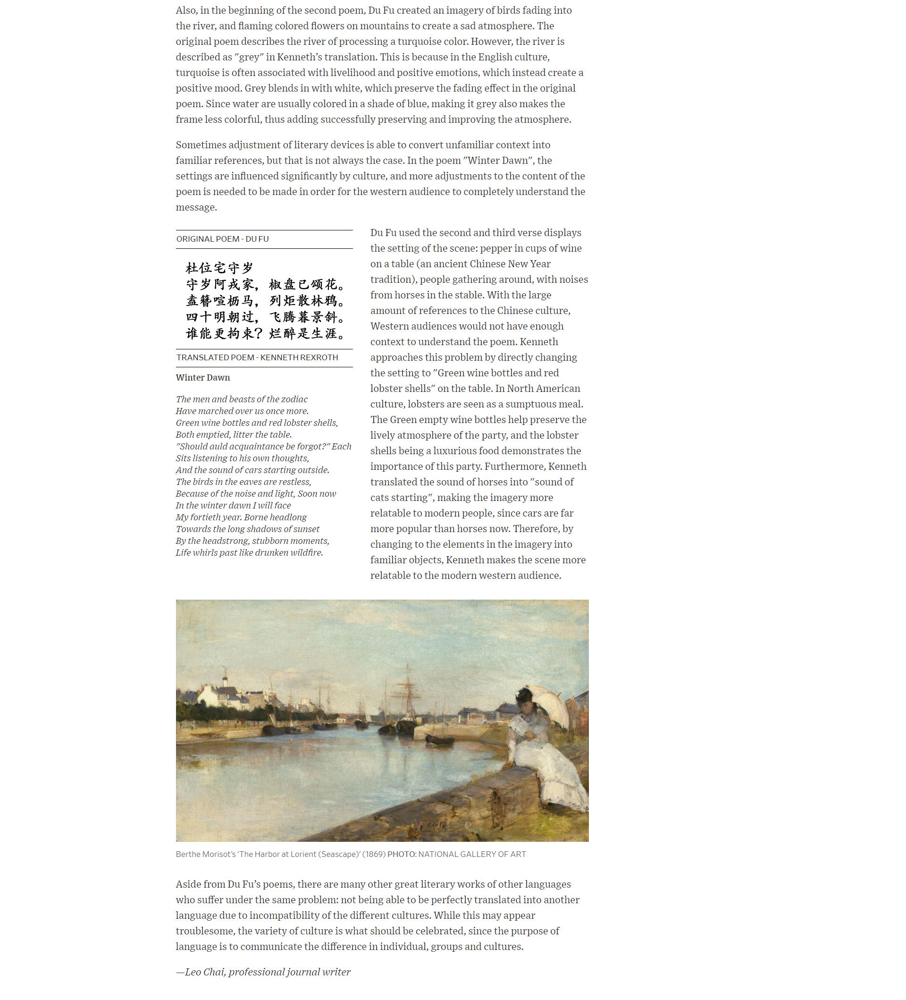 Also, in the beginning of the second poem, Du Fu created an imagery of birds fading into
the river, and flaming colored flowers on mountains to create a sad atmosphere. The
original poem describes the river of processing a turquoise color. However, the river is
described as "grey" in Kenneth’s translation. This is because in the English culture,
turquoise is often associated with livelihood and positive emotions, which instead create a
positive mood. Grey blends in with white, which preserve the fading effect in the original
poem. Since water are usually colored in a shade of blue, making it grey also makes the
frame less colorful, thus adding successfully preserving and improving the atmosphere.
Sometimes adjustment of literary devices is able to convert unfamiliar context into
familiar references, but that is not always the case. In the poem "Winter Dawn", the
settings are influenced significantly by culture, and more adjustments to the content of the
poem is needed to be made in order for the western audience to completely understand the
message.
ORIGINAL POEM - DU FU
杜位宅守岁
守岁阿戎家，椒盘已颂花。
盍簪喧枥马，列炬散林鸦。
四十明朝过，飞腾暮景斜。
谁能更拘束？烂醉是生涯。
TRANSLATED POEM - KENNETH REXROTH
Winter Dawn
The men and beasts of the zodiac
Have marched over us once more.
Green wine bottles and red lobster shells,
Both emptied, litter the table.
"Should auld acquaintance be forgot?" Each
Sits listening to his own thoughts,
And the sound of cars starting outside.
The birds in the eaves are restless,
Because of the noise and light, Soon now
In the winter dawn I will face
My fortieth year. Borne headlong
Towards the long shadows of sunset
By the headstrong, stubborn moments,
Life whirls past like drunken wildfire.
Du Fu used the second and third verse displays
the setting of the scene: pepper in cups of wine
on a table (an ancient Chinese New Year
tradition), people gathering around, with noises
from horses in the stable. With the large
amount of references to the Chinese culture,
Western audiences would not have enough
context to understand the poem. Kenneth
approaches this problem by directly changing
the setting to "Green wine bottles and red
lobster shells" on the table. In North American
culture, lobsters are seen as a sumptuous meal.
The Green empty wine bottles help preserve the
lively atmosphere of the party, and the lobster
shells being a luxurious food demonstrates the
importance of this party. Furthermore, Kenneth
translated the sound of horses into "sound of
cats starting", making the imagery more
relatable to modern people, since cars are far
more popular than horses now. Therefore, by
changing to the elements in the imagery into
familiar objects, Kenneth makes the scene more
relatable to the modern western audience.
Berthe Morisot’s ‘The Harbor at Lorient (Seascape)’ (1869) PHOTO: NATIONAL GALLERY OF ART
Aside from Du Fu’s poems, there are many other great literary works of other languages
who suffer under the same problem: not being able to be perfectly translated into another
language due to incompatibility of the different cultures. While this may appear
troublesome, the variety of culture is what should be celebrated, since the purpose of
language is to communicate the difference in individual, groups and cultures.
—Leo Chai, professional journal writer